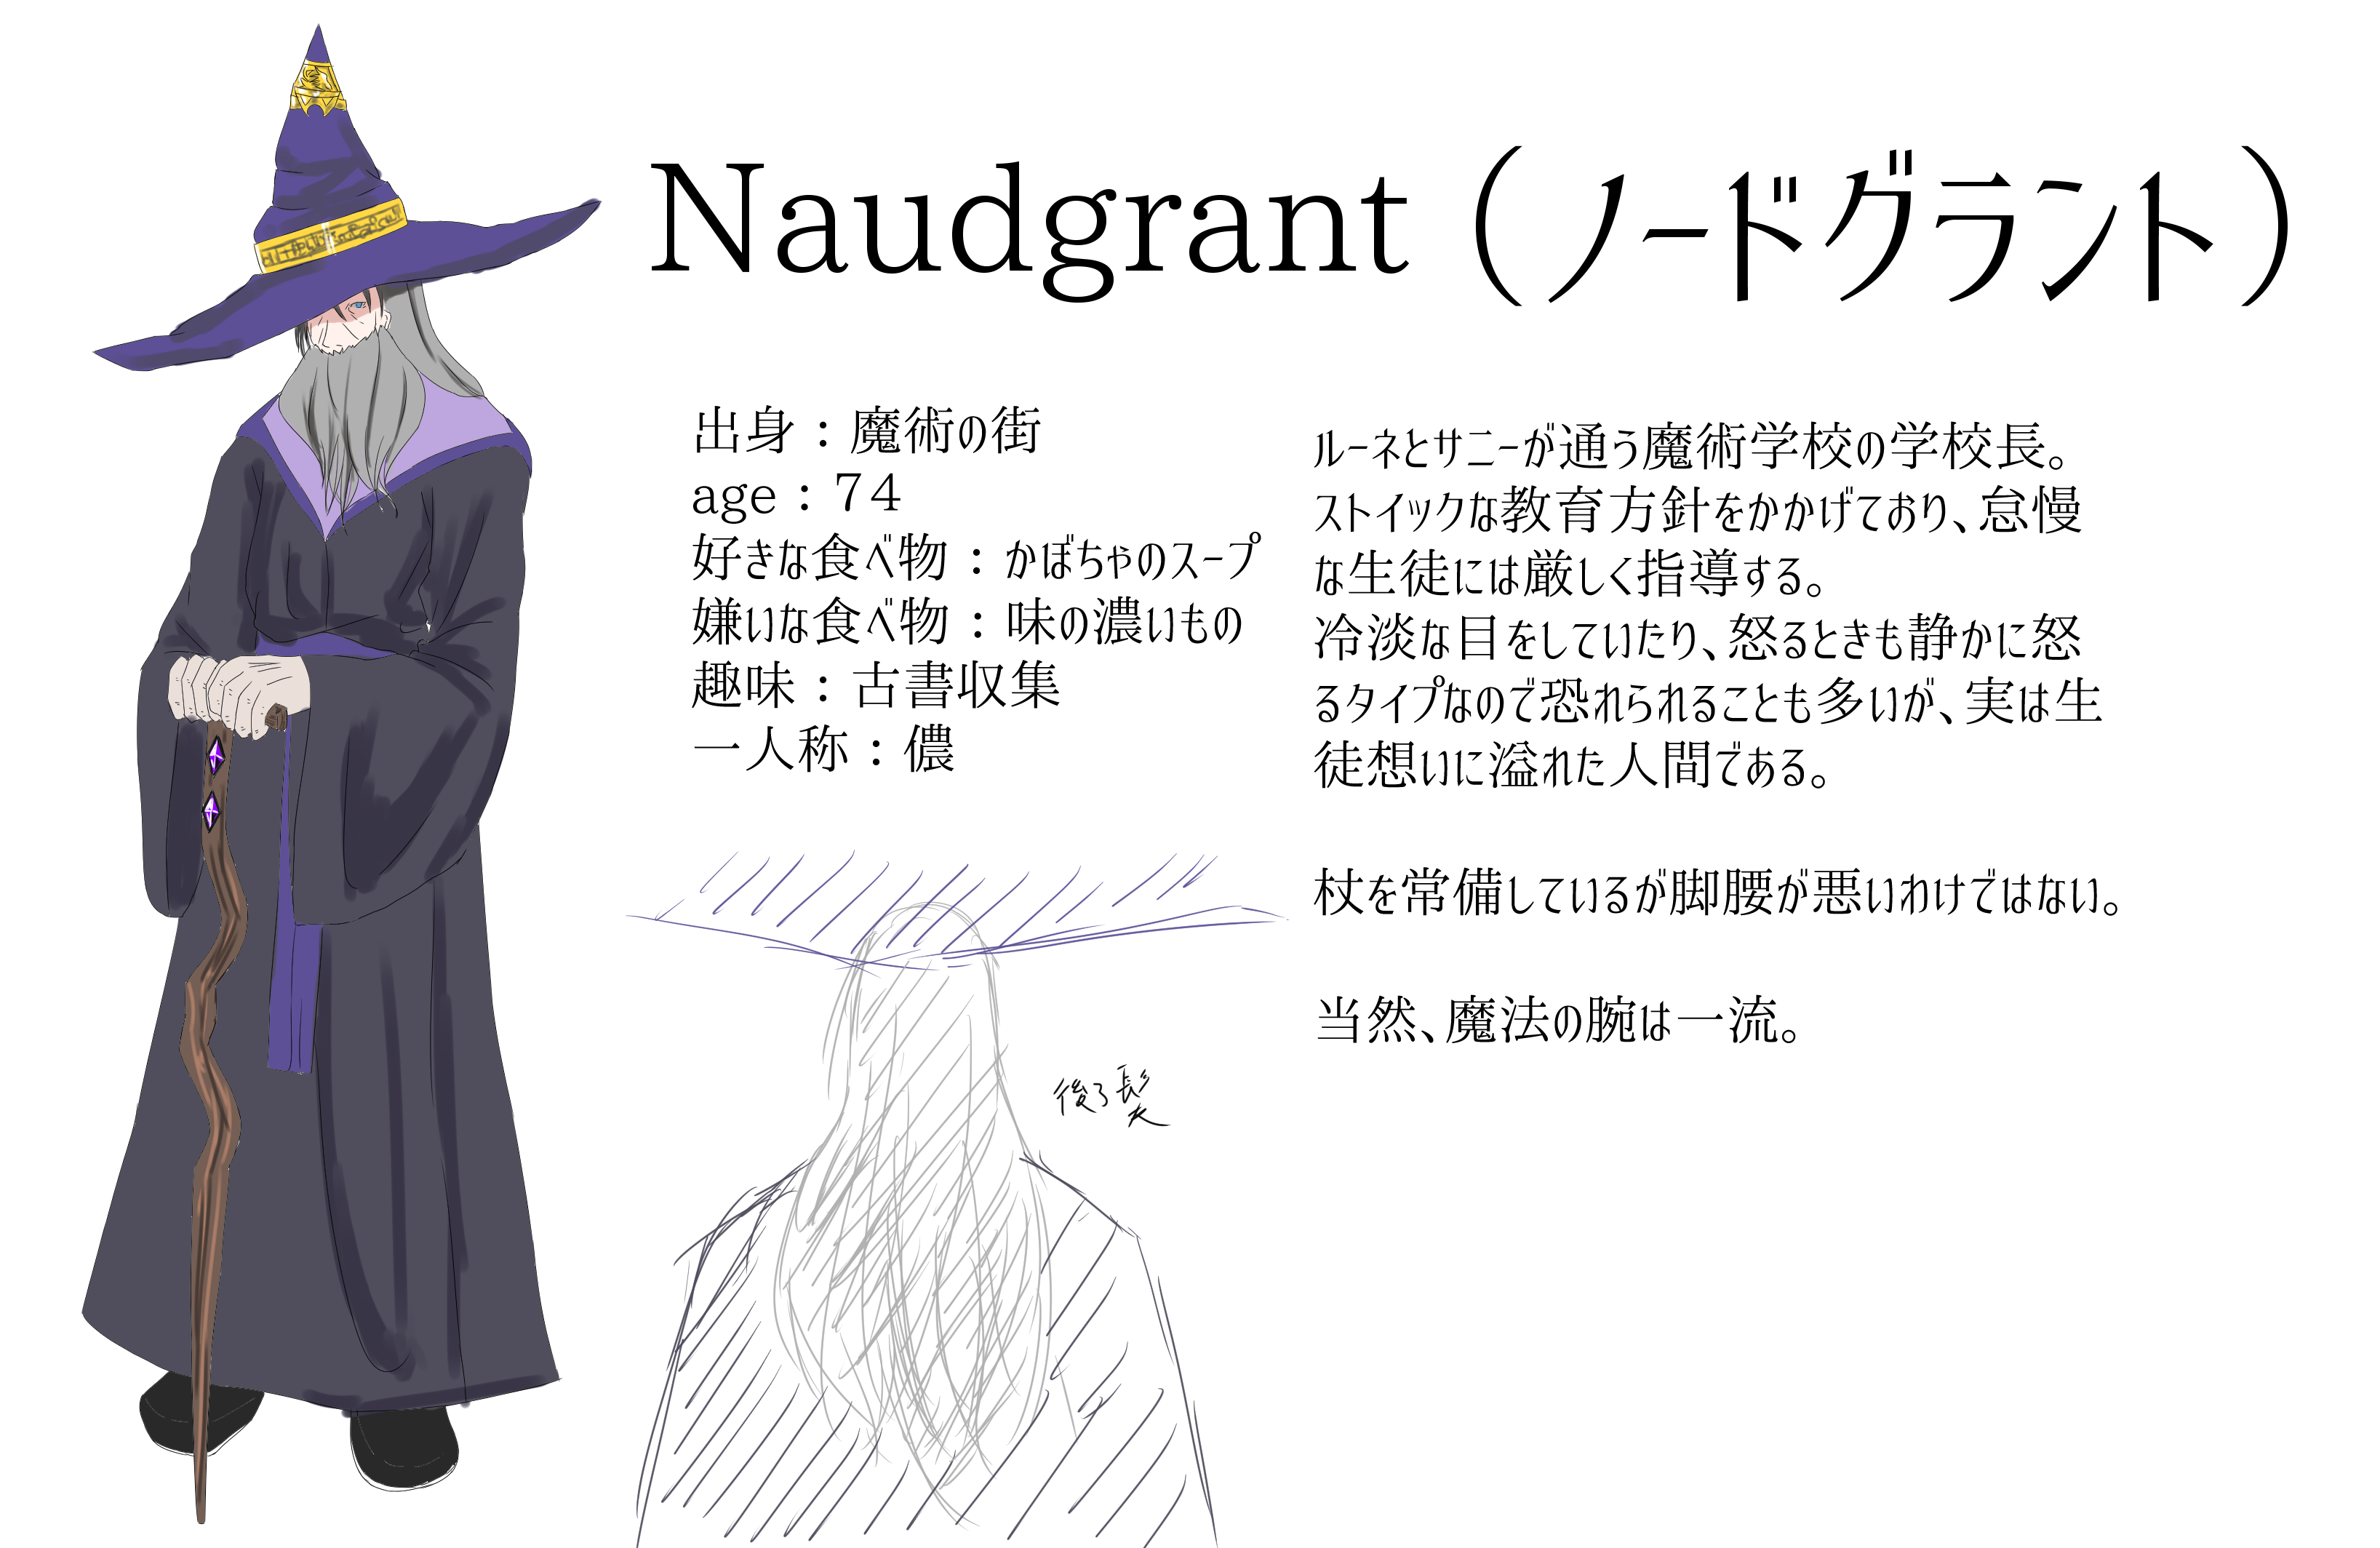 Naudgrant（ノードグラント）
出身：魔術の街
age：74
好きな食べ物：かぼちゃのスープ
嫌いな食べ物：味の濃いもの
趣味：古書収集
一人称：儂
ルーネとサニーが通う魔術学校の学校長。
ストイックな教育方針をかかげており、怠慢
な生徒には厳しく指導する。
冷淡な目をしていたり、怒るときも静かに怒
るタイプなので恐れられることも多いが、実は生
徒想いに溢れた人間である。
杖を常備しているが脚腰が悪いわけではない。
当然、魔法の腕は一流。
後ろ髪